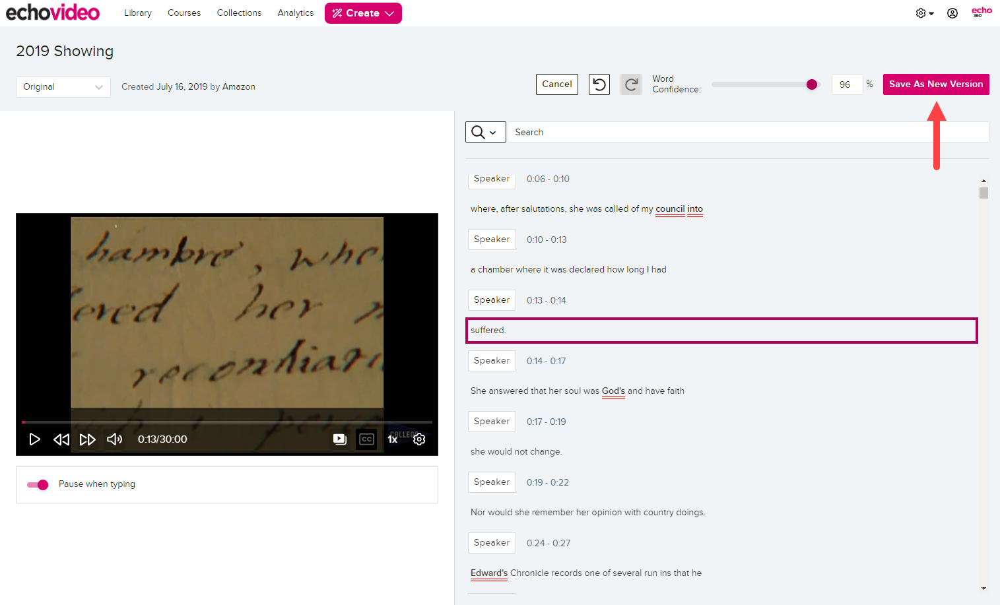 echovideo
Library Courses Collections Analytics Create
echo
360
2019 Showing
Original
Created July 16, 2019 by Amazon
Cancel
Word
Confidence:
96 %
Save As New Version
Search
Speaker 0:06 - 0:10
where, after salutations, she was called of my council into
Speaker 0:10 - 0:13
a chamber where it was declared how long I had
Speaker 0:13 - 0:14
suffered.
Speaker 0:14 - 0:17
She answered that her soul was God's and have faith
Speaker 0:17 - 0:19
she would not change.
Speaker 0:19 - 0:22
Nor would she remember her opinion with country doings.
Speaker 0:24 - 0:27
Edward's Chronicle records one of several run ins that he
hambre, whe
ered her
reconsiliati
COLLEGE
0:13/30:00
CC
1x
Pause when typing